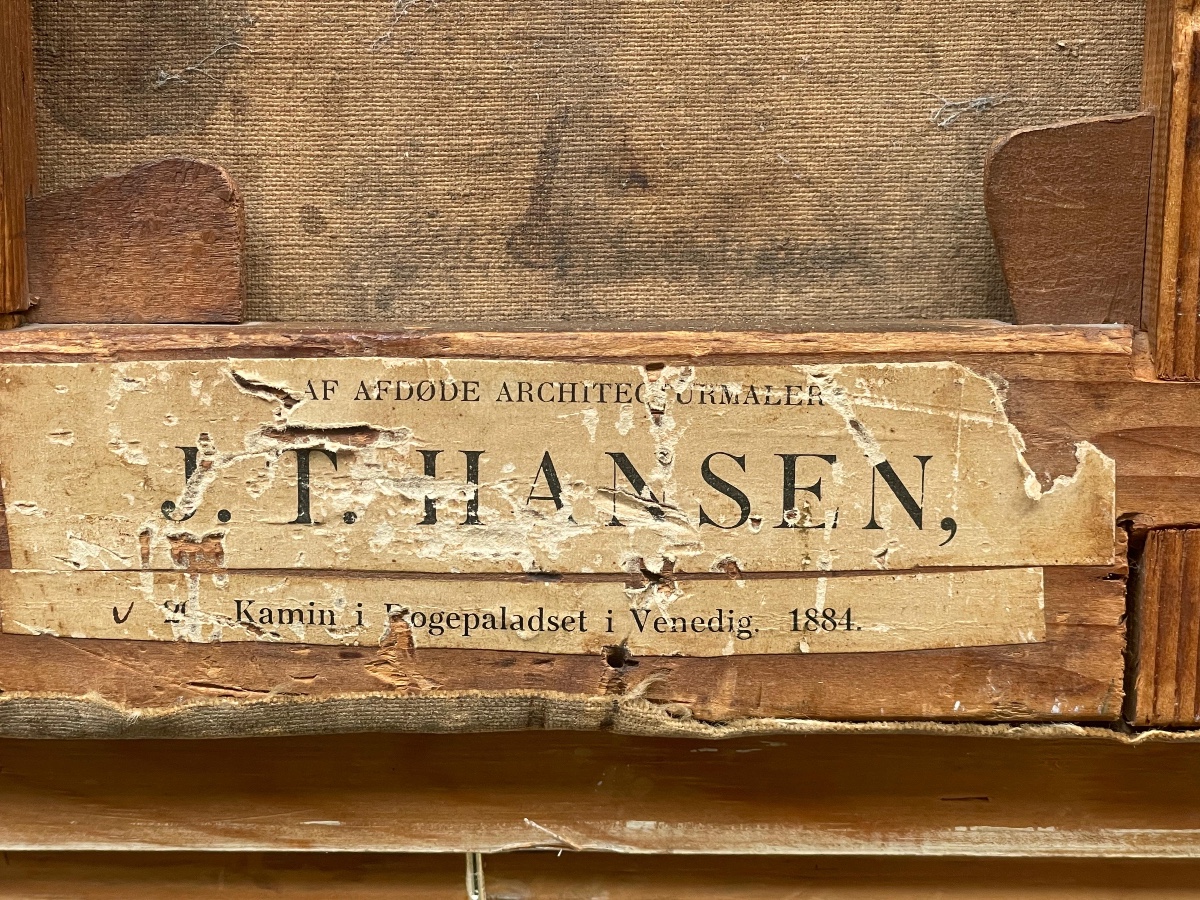 AF AFDØDE ARCHITECTURMALER
J. T. HANSEN,
Kamin i Dogepaladset i Venedig. 1884.